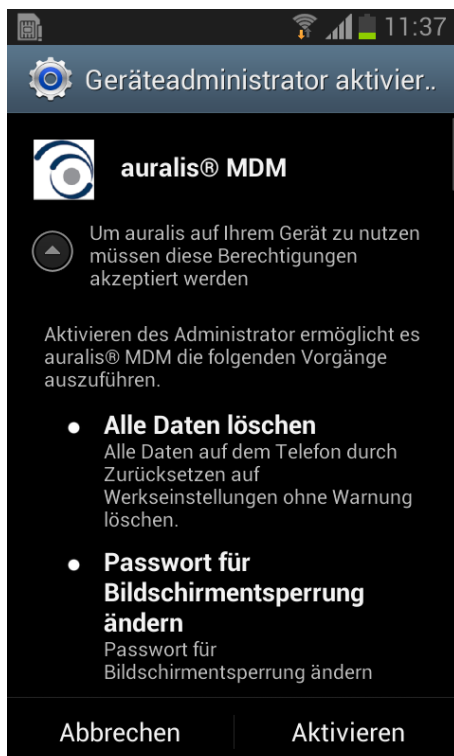 11:37
Geräteadministrator aktivier..
auralis® MDM
Um auralis auf Ihrem Gerät zu nutzen
müssen diese Berechtigungen
akzeptiert werden
Aktivieren des Administrator ermöglicht es
auralis® MDM die folgenden Vorgänge
auszuführen.
Alle Daten löschen
Alle Daten auf dem Telefon durch
Zurücksetzen auf
Werkseinstellungen ohne Warnung
löschen.
Passwort für
Bildschirmentsperrung
ändern
Passwort für
Bildschirmentsperrung ändern
Abbrechen Aktivieren